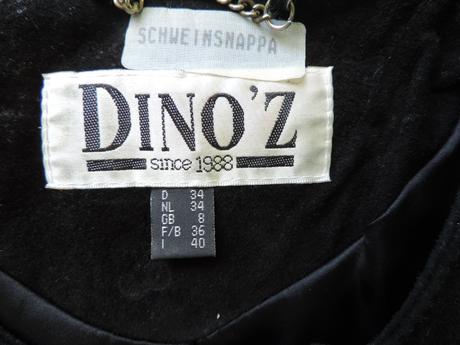 SCHWEINSNAPPA
DINO'Z
since 1988
D 34
NL 34
GB 8
F/B 36
I 40